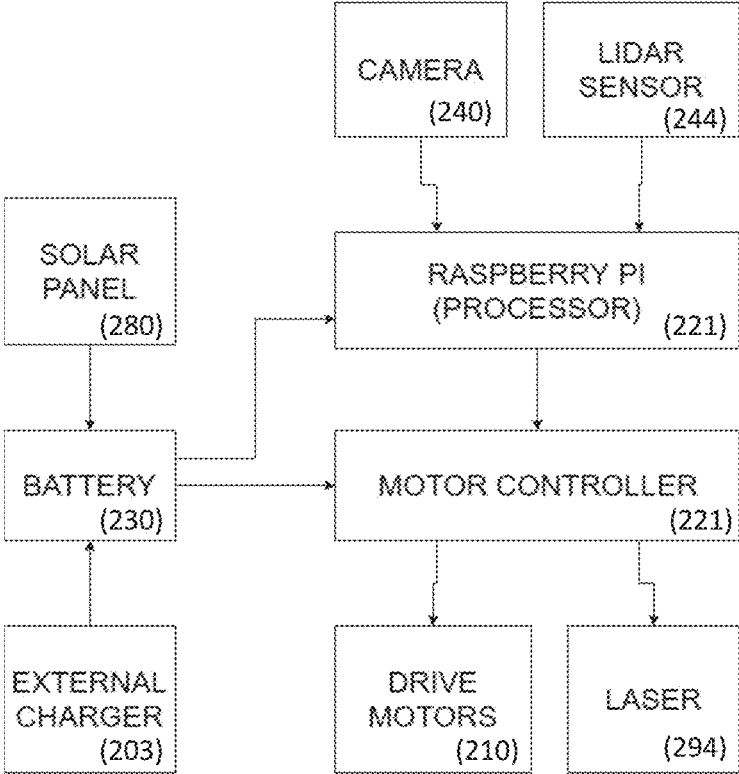 CAMERA
(240)
LIDAR
SENSOR
(244)
SOLAR
PANEL
(280)
RASPBERRY PI
(PROCESSOR)
(221)
BATTERY
(230)
MOTOR CONTROLLER
(221)
EXTERNAL
CHARGER
(203)
DRIVE
MOTORS
(210)
LASER
(294)